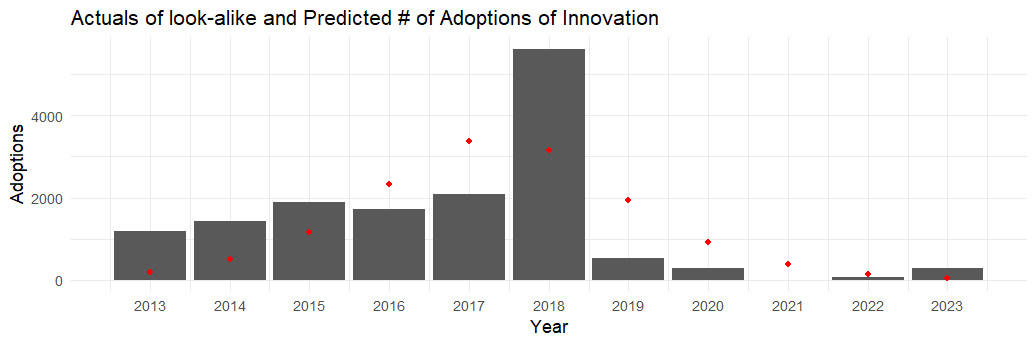 Actuals of look-alike and Predicted # of Adoptions of Innovation
Adoptions
4000
2000
0
2013 2014 2015 2016 2017 2018 2019 2020 2021 2022 2023
Year